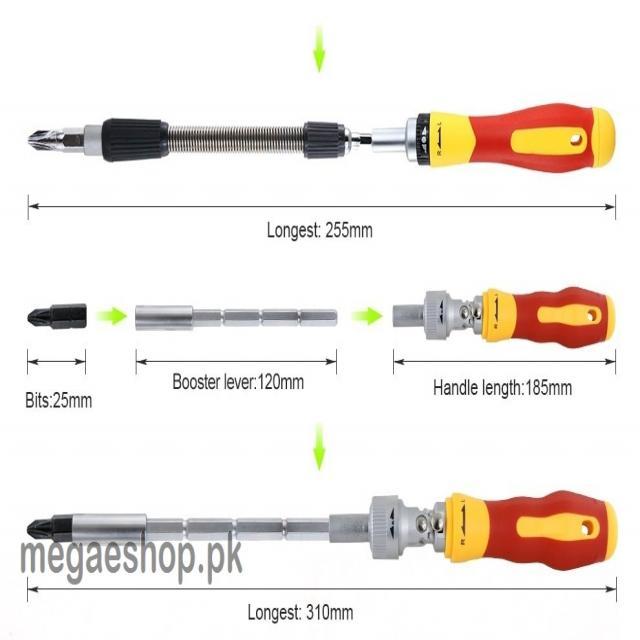 R L
Longest: 255mm
Bits:25mm
Booster lever:120mm
Handle length:185mm
R
megaeshop.pk
R
Longest: 310mm